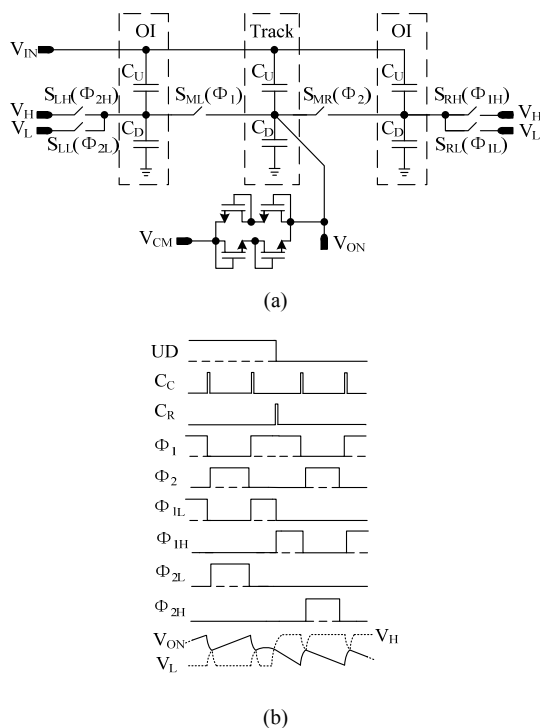 OI Track OI
V_IN
C_U C_U C_U
S_LH(Φ_2H) S_ML(Φ_1) S_MR(Φ_2) S_RH(Φ_1H)
V_H V_H
V_L V_L
C_D C_D C_D
S_LL(Φ_2L) S_RL(Φ_1L)
V_CM V_ON
(a)
UD
C_C
C_R
Φ_1
Φ_2
Φ_1L
Φ_1H
Φ_2L
Φ_2H
V_ON V_H
V_L
(b)